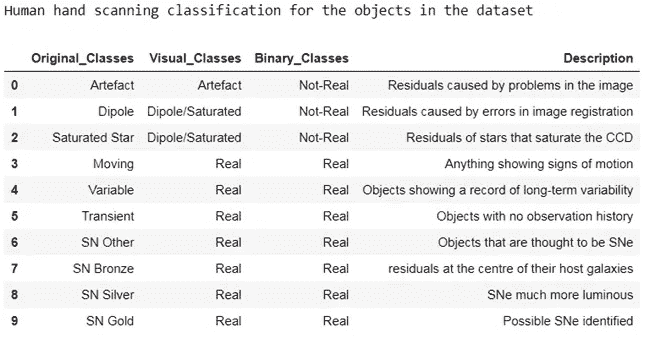 Human hand scanning classification for the objects in the dataset
Original_Classes Visual_Classes Binary_Classes Description
0 Artefact Artefact Not-Real Residuals caused by problems in the image
1 Dipole Dipole/Saturated Not-Real Residuals caused by errors in image registration
2 Saturated Star Dipole/Saturated Not-Real Residuals of stars that saturate the CCD
3 Moving Real Real Anything showing signs of motion
4 Variable Real Real Objects showing a record of long-term variability
5 Transient Real Real Objects with no observation history
6 SN Other Real Real Objects that are thought to be SNe
7 SN Bronze Real Real residuals at the centre of their host galaxies
8 SN Silver Real Real SNe much more luminous
9 SN Gold Real Real Possible SNe identified